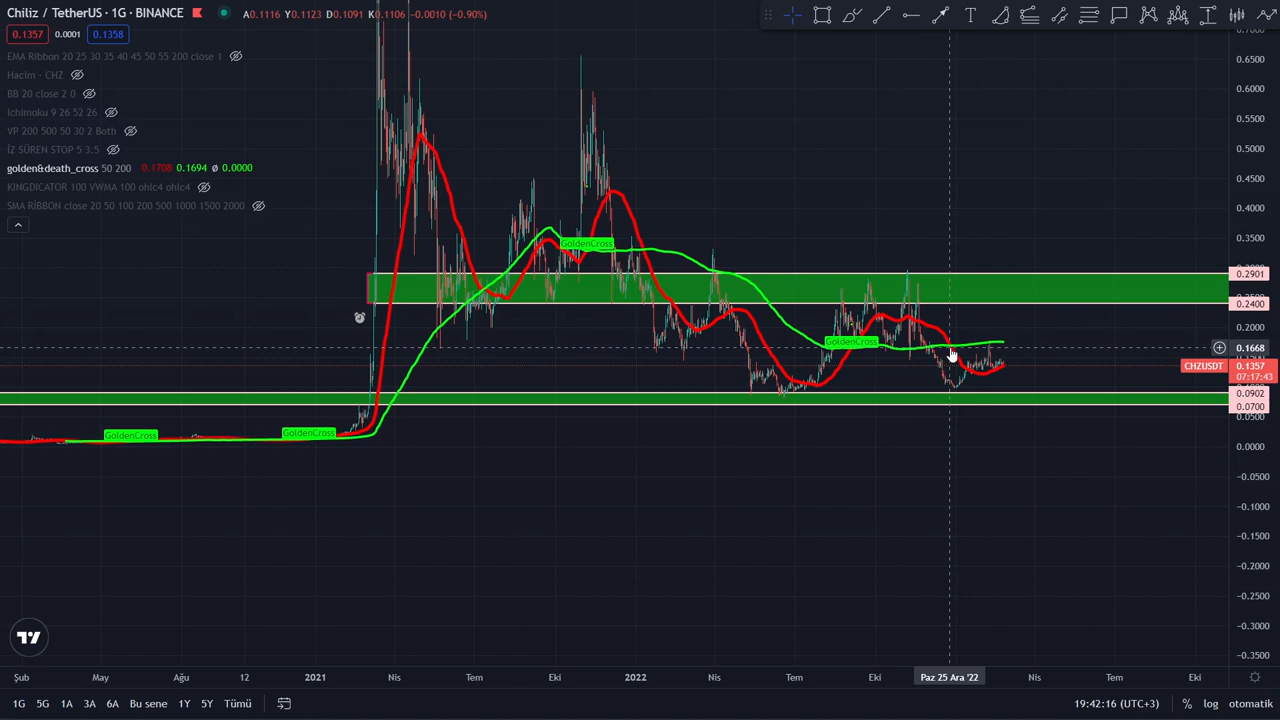 Chiliz / TetherUS · 1G · BINANCE A0.1116 Y0.1123 D0.1091 K0.1106 −0.0010 (−0.90%)
0.1357 0.0001 0.1358
EMA Ribbon 20 25 30 35 40 45 50 55 200 close 1
Hacim · CHZ
BB 20 close 2 0
Ichimoku 9 26 52 26
VP 200 500 50 30 2 Both
İZ SÜREN STOP 5 3.5
golden&death_cross 50 200 0.1708 0.1694 ø 0.0000
KINGDICATOR 100 VWMA 100 ohlc4 ohlc4
SMA RİBBON close 20 50 100 200 500 1000 1500 2000
0.6500
0.6000
0.5500
0.5000
0.4500
0.4000
0.3500
0.2901
0.2400
0.2000
0.1668
CHZUSDT 0.1357
07:17:43
0.0902
0.0700
0.0500
0.0000
−0.0500
−0.1000
−0.1500
−0.2000
−0.2500
−0.3000
−0.3500
GoldenCross
GoldenCross
GoldenCross
GoldenCross
Şub May Ağu 12 2021 Nis Tem Eki 2022 Nis Tem Eki Paz 25 Ara '22 Nis Tem Eki
1G 5G 1A 3A 6A Bu sene 1Y 5Y Tümü 19:42:16 (UTC+3) % log otomatik